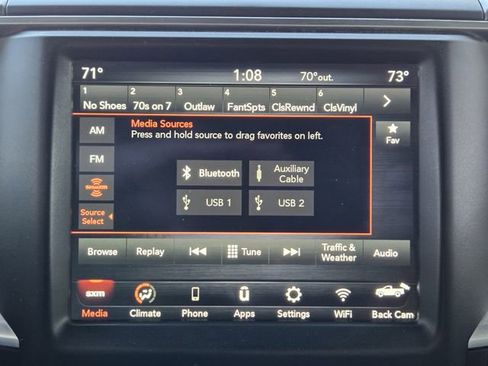 71° 1:08 70° out. 73°
1 2 3 4 5 6
No Shoes 70s on 7 Outlaw FantSpts ClsRewnd ClsVinyl
Media Sources
Press and hold source to drag favorites on left.
AM
FM
SiriusXM
Source
Select
Bluetooth
Auxiliary
Cable
USB 1 USB 2
Fav
Browse Replay Tune Traffic &
Weather Audio
sxm
Media Climate Phone Apps Settings WiFi Back Cam